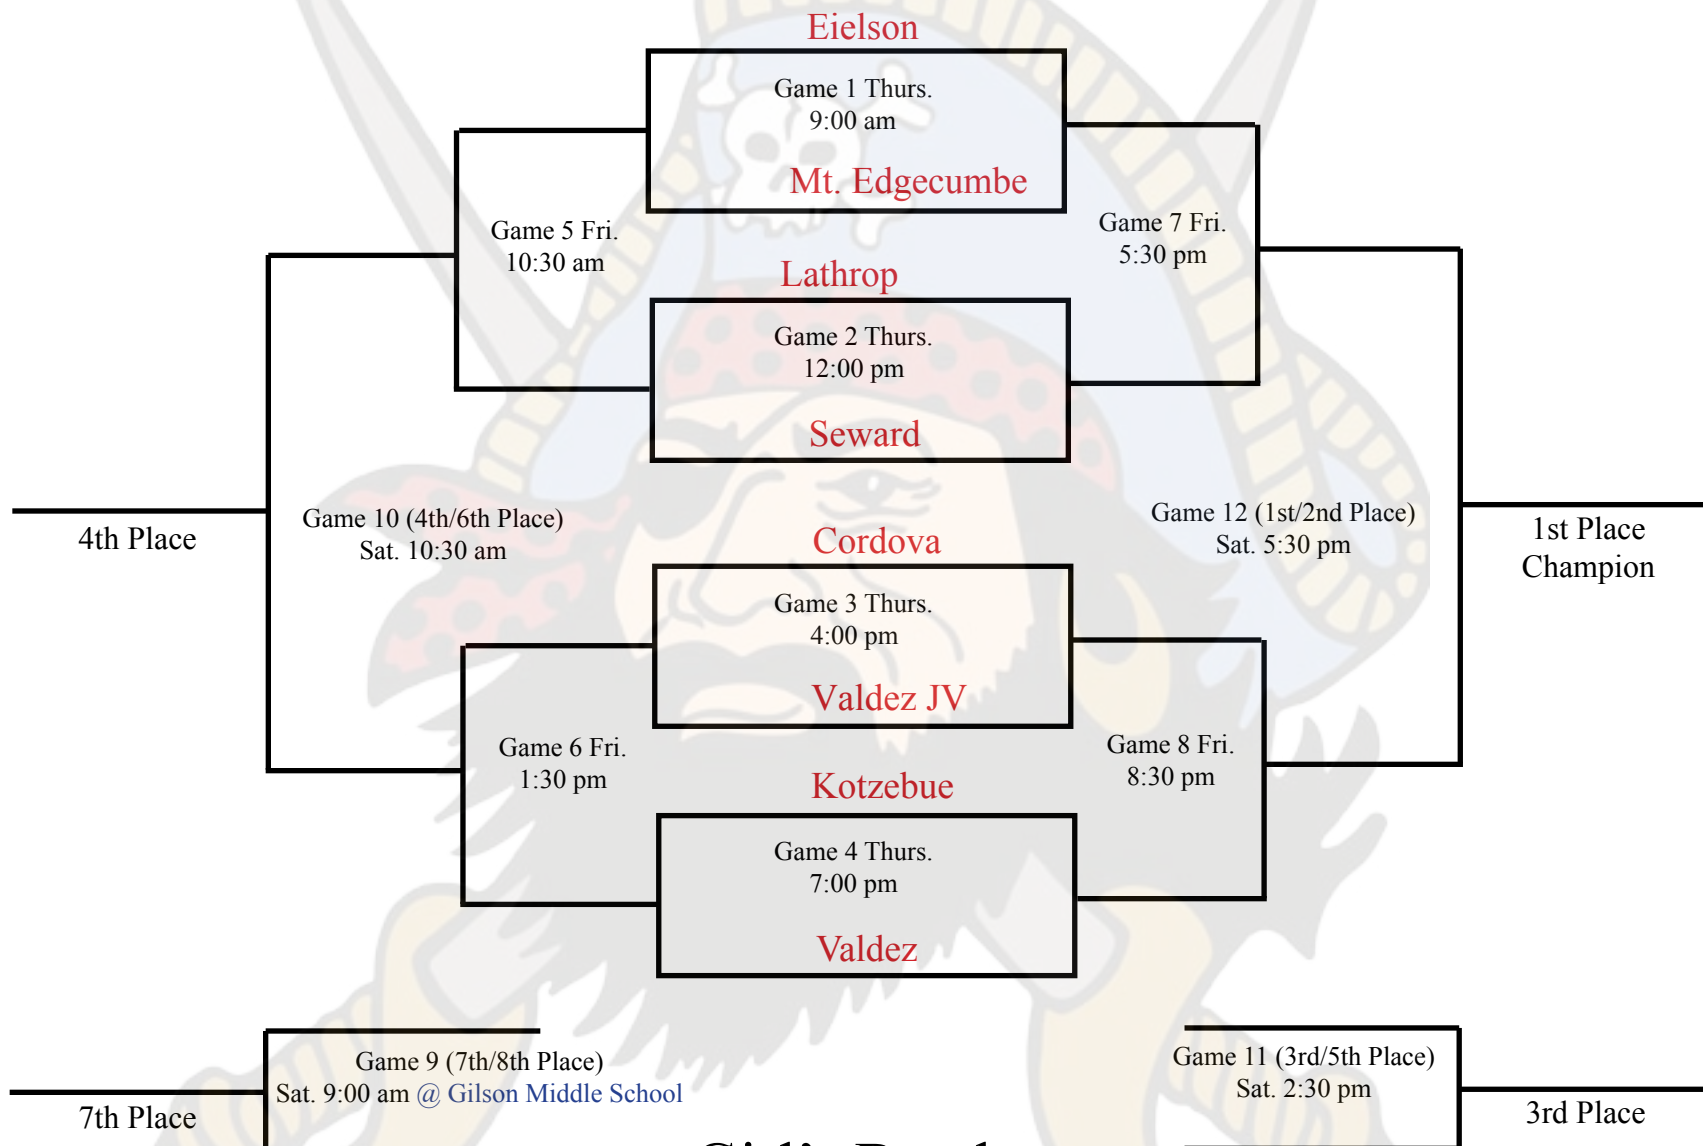 Eielson
Game 1 Thurs.
9:00 am
Mt. Edgecumbe
Game 5 Fri.
10:30 am
Game 7 Fri.
5:30 pm
Lathrop
Game 2 Thurs.
12:00 pm
Seward
4th Place
Game 10 (4th/6th Place)
Sat. 10:30 am
Cordova
Game 12 (1st/2nd Place)
Sat. 5:30 pm
1st Place
Champion
Game 3 Thurs.
4:00 pm
Valdez JV
Game 6 Fri.
1:30 pm
Game 8 Fri.
8:30 pm
Kotzebue
Game 4 Thurs.
7:00 pm
Valdez
Game 9 (7th/8th Place)
Sat. 9:00 am @ Gilson Middle School
7th Place
Game 11 (3rd/5th Place)
Sat. 2:30 pm
3rd Place